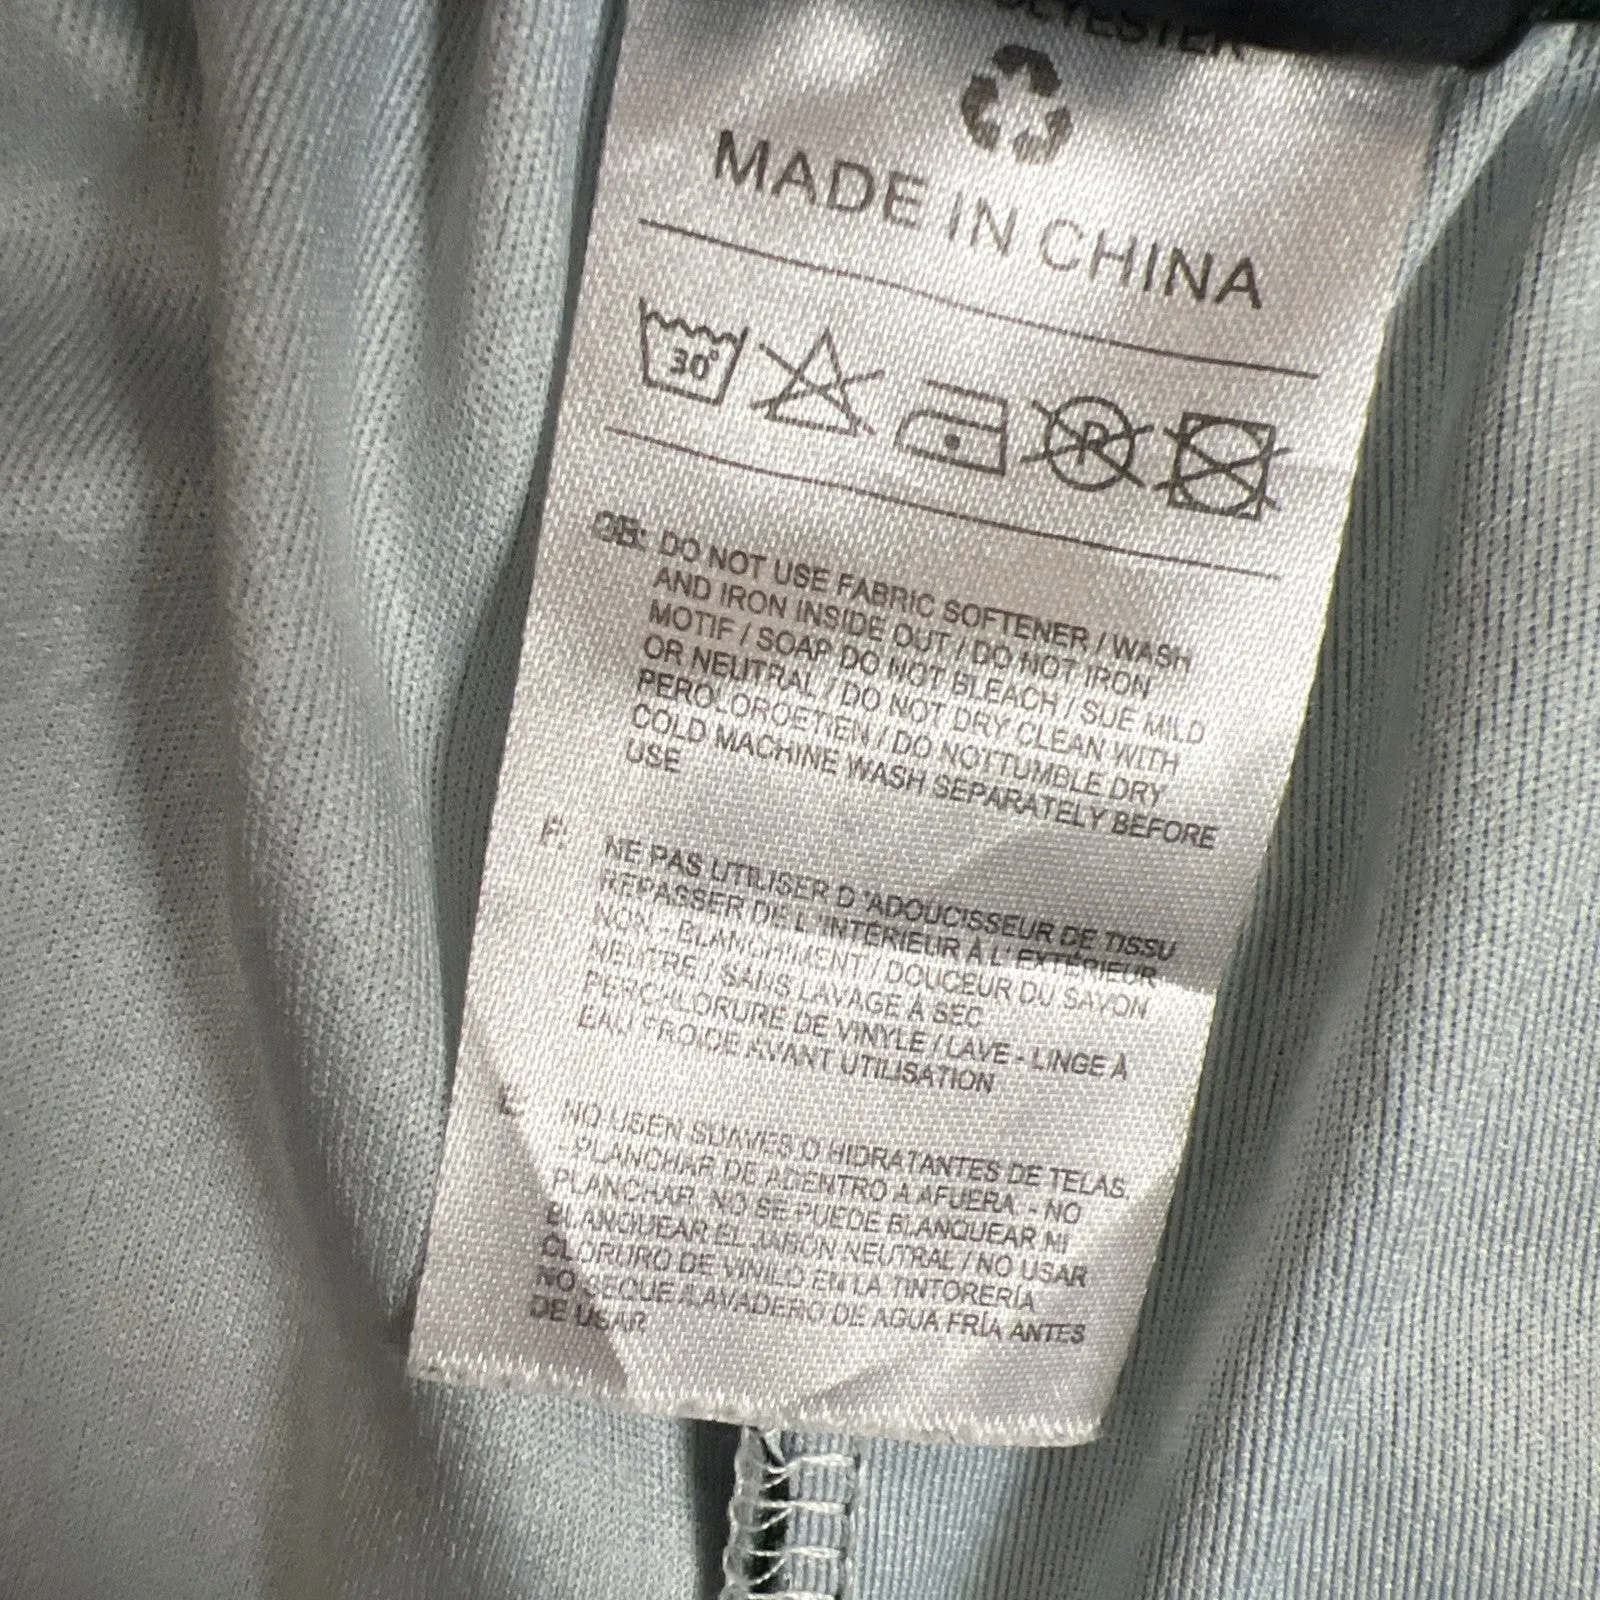 MADE IN CHINA
30°
P
GB: DO NOT USE FABRIC SOFTENER / WASH
AND IRON INSIDE OUT / DO NOT IRON
MOTIF / SOAP DO NOT BLEACH / SUE MILD
OR NEUTRAL / DO NOT DRY CLEAN WITH
PEROLOROETIEN / DO NOTTUMBLE DRY
COLD MACHINE WASH SEPARATELY BEFORE
USE
F: NE PAS UTILISER D 'ADOUCISSEUR DE TISSU
REPASSER DE L 'INTÉRIEUR À L' EXTÉRIEUR
NON - BLANCHIMENT / DOUCEUR DU SAVON
NEUTRE / SANS LAVAGE À SEC
PERCHLORURE DE VINYLE / LAVE - LINGE À
EAU FROIDE AVANT UTILISATION
NO USEN SUAVES O HIDRATANTES DE TELAS.
- PLANCHAR DE ADENTRO A AFUERA. - NO
PLANCHAR. NO SE PUEDE BLANQUEAR NI
BLANQUEAR EL JABÓN NEUTRAL / NO USAR
CLORURO DE VINILO EN LA TINTORERÍA
NO SEQUE /LAVADERO DE AGUA FRÍA ANTES
DE USAR